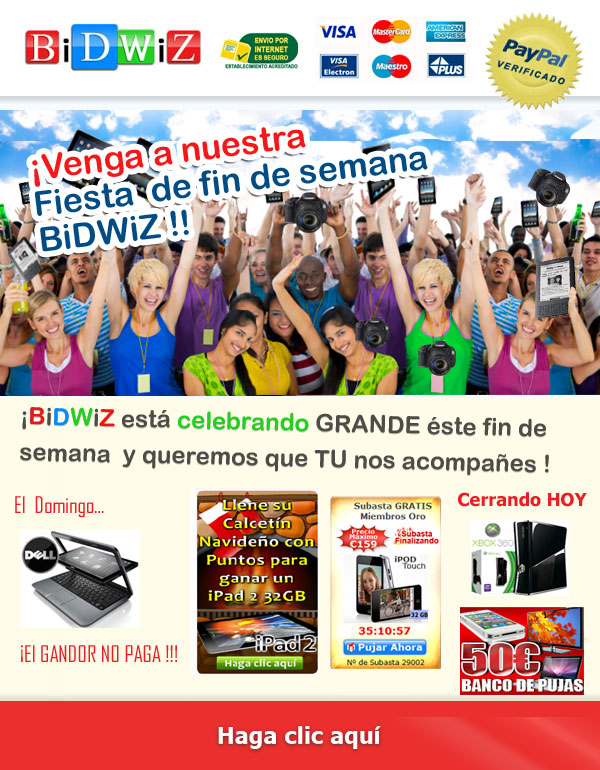 BiDWiZ
ENVIO POR
INTERNET
ES SEGURO
ESTABLECIMIENTO ACREDITADO
VISA
MasterCard
AMERICAN EXPRESS
VISA
Electron
Maestro
PLUS
PayPal
VERIFICADO
¡Venga a nuestra
Fiesta de fin de semana
BiDWiZ !!
¡BiDWiZ está celebrando GRANDE éste fin de
semana y queremos que TU nos acompañes !
El Domingo...
DELL
¡El GANDOR NO PAGA !!!
Llene su
Calcetín
Navideño con
Puntos para
ganar un
iPad 2 32GB
iPad 2
Haga clic aquí
Subasta GRATIS
Miembros Oro
Precio
Máximo
€159
Subasta
Finalizando
iPOD
Touch
32 GB
35:10:57
Pujar Ahora
Nº de Subasta 29002
Cerrando HOY
XBOX 360
50€
BANCO DE PUJAS
Haga clic aquí